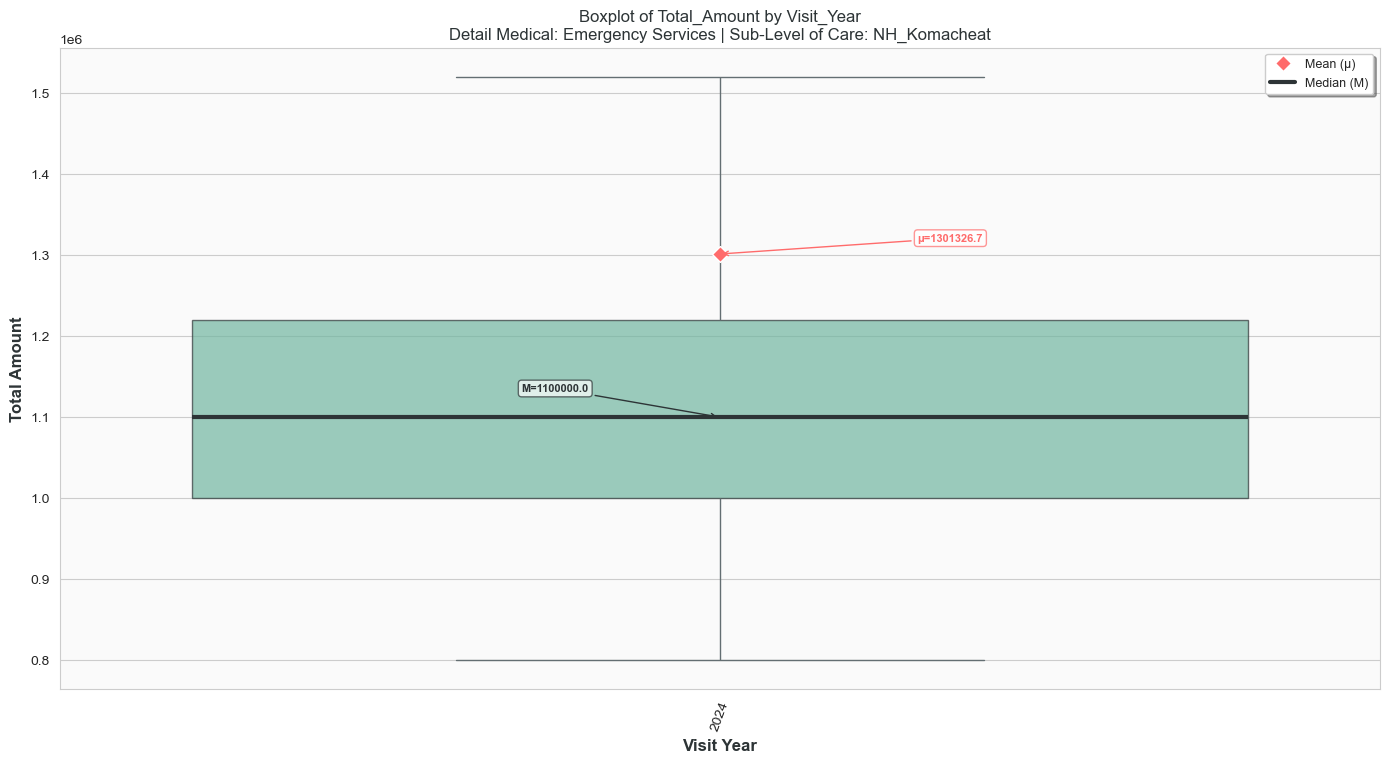 Boxplot of Total_Amount by Visit_Year
Detail Medical: Emergency Services | Sub-Level of Care: NH_Komacheat
1e6
Mean (μ)
Median (M)
1.5
1.4
1.3
1.2
1.1
1.0
0.9
0.8
Total Amount
μ=1301326.7
M=1100000.0
2024
Visit Year